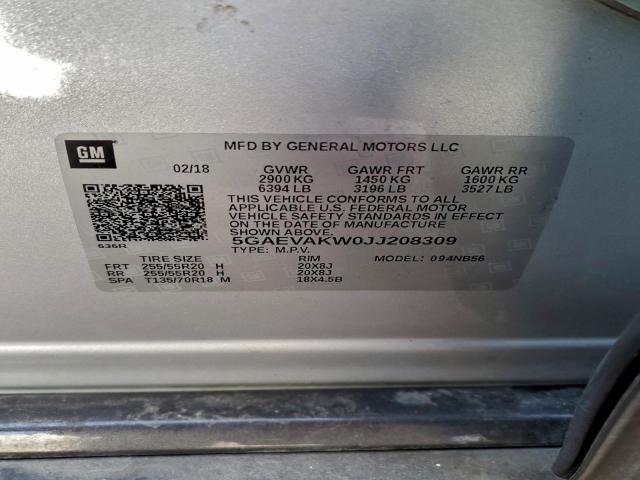 GM
MFD BY GENERAL MOTORS LLC
02/18 GVWR GAWR FRT GAWR RR
2900 KG 1450 KG 1600 KG
6394 LB 3196 LB 3527 LB
THIS VEHICLE CONFORMS TO ALL
APPLICABLE U.S. FEDERAL MOTOR
VEHICLE SAFETY STANDARDS IN EFFECT
ON THE DATE OF MANUFACTURE
SHOWN ABOVE.
636R 5GAEVAKW0JJ208309
TYPE: M.P.V. MODEL: 094NB56
TIRE SIZE RIM
FRT 255/55R20 H 20X8J
RR 255/55R20 H 20X8J
SPA T135/70R18 M 18X4.5B